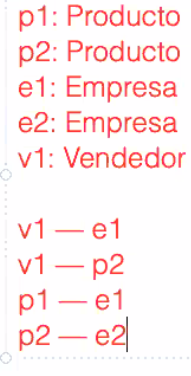 p1: Producto
p2: Producto
e1: Empresa
e2: Empresa
v1: Vendedor
v1 — e1
v1 — p2
p1 — e1
p2 — e2